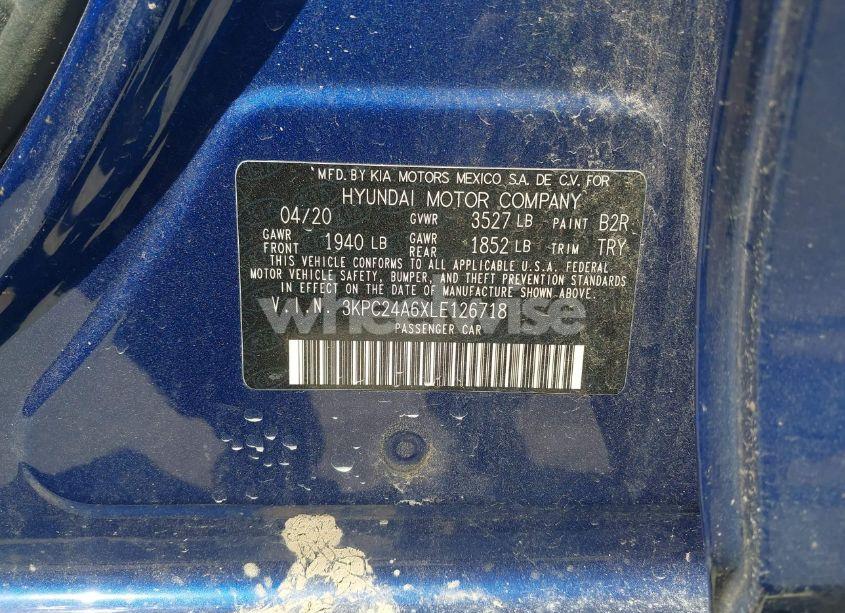 MFD. BY KIA MOTORS MEXICO S.A. DE C.V. FOR
HYUNDAI MOTOR COMPANY
04/20 GVWR 3527 LB PAINT B2R
GAWR FRONT 1940 LB GAWR REAR 1852 LB TRIM TRY
THIS VEHICLE CONFORMS TO ALL APPLICABLE U.S.A. FEDERAL
MOTOR VEHICLE SAFETY, BUMPER, AND THEFT PREVENTION STANDARDS
IN EFFECT ON THE DATE OF MANUFACTURE SHOWN ABOVE.
V.I.N. 3KPC24A6XLE126718
wheelwise
PASSENGER CAR